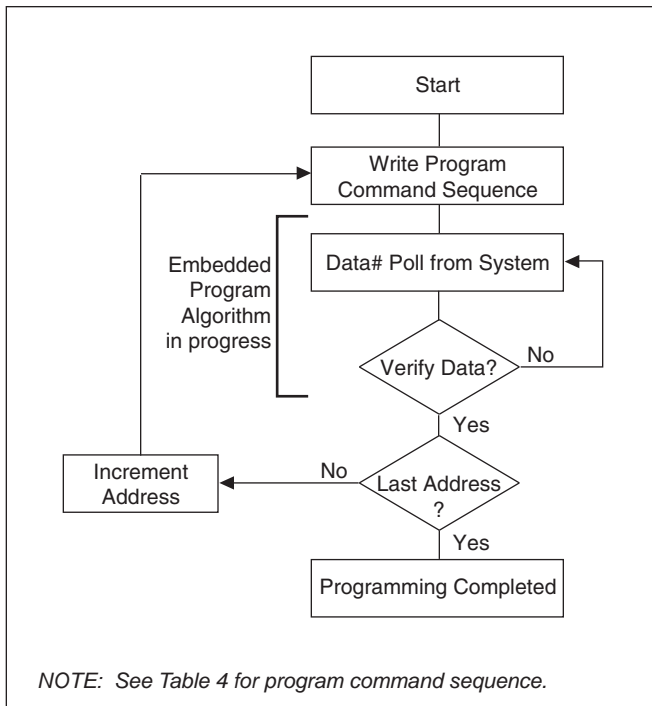 Start
Write Program
Command Sequence
Data# Poll from System
Embedded
Program
Algorithm
in progress
Verify Data?
No
Yes
No
Last Address
?
Increment
Address
Yes
Programming Completed
NOTE: See Table 4 for program command sequence.